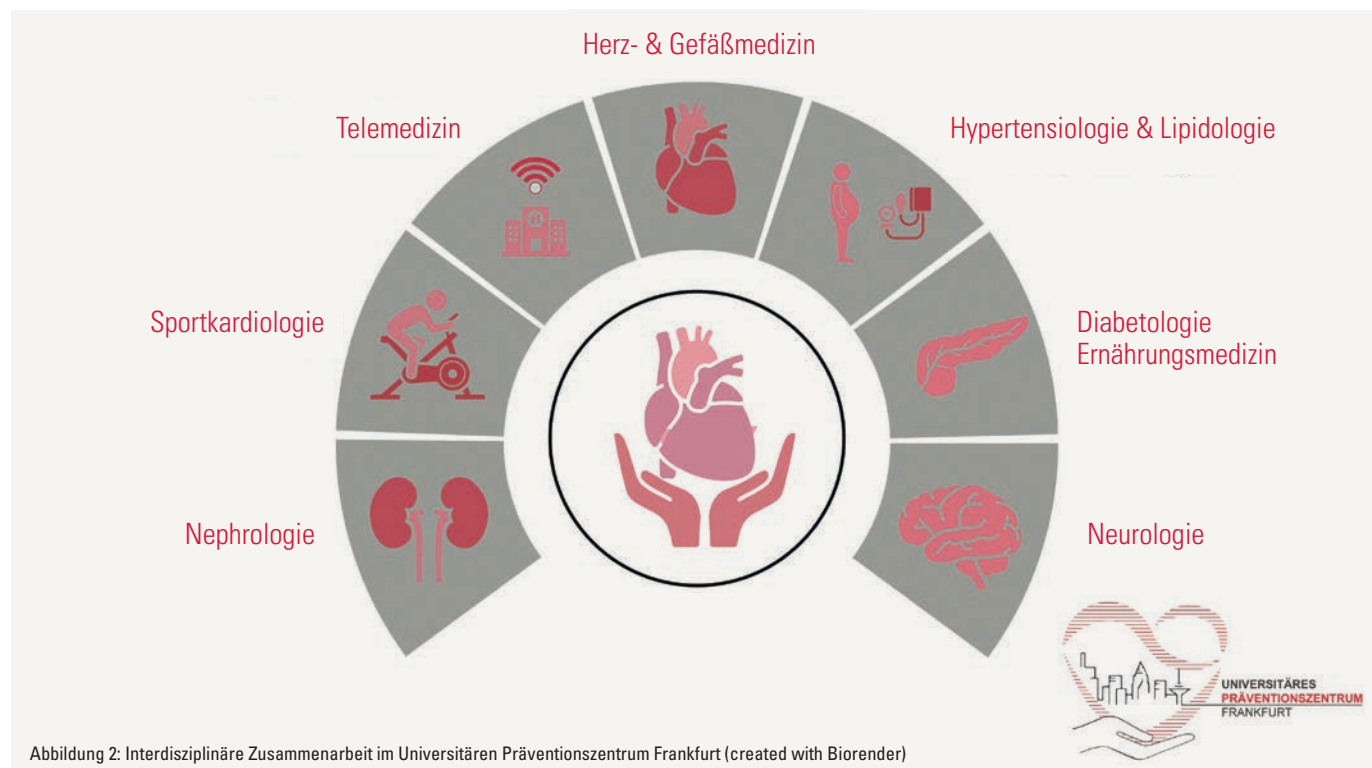 Herz- & Gefäßmedizin
Telemedizin
Hypertensiologie & Lipidologie
Sportkardiologie
Diabetologie
Ernährungsmedizin
Nephrologie
Neurologie
UNIVERSITÄRES
PRÄVENTIONSZENTRUM
FRANKFURT
Abbildung 2: Interdisziplinäre Zusammenarbeit im Universitären Präventionszentrum Frankfurt (created with Biorender)